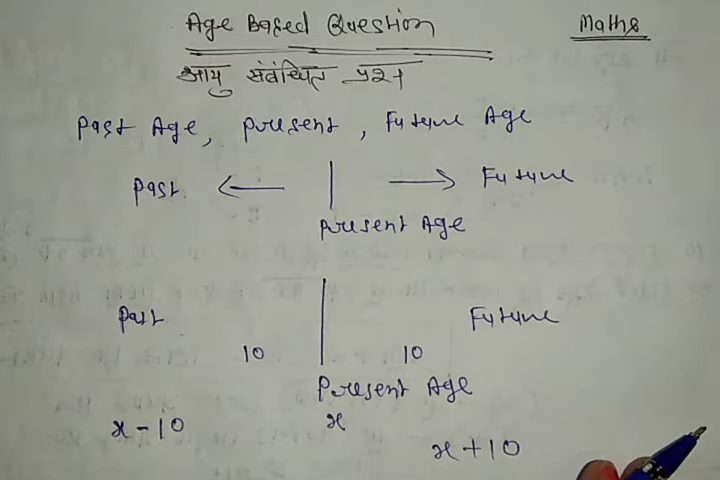 Age Based Question Maths
आयु संबंधित प्रश्न
Past Age, Present, Future Age
Past ← | → Future
Present Age
Past Future
10 10
Present Age
x - 10 x
x + 10